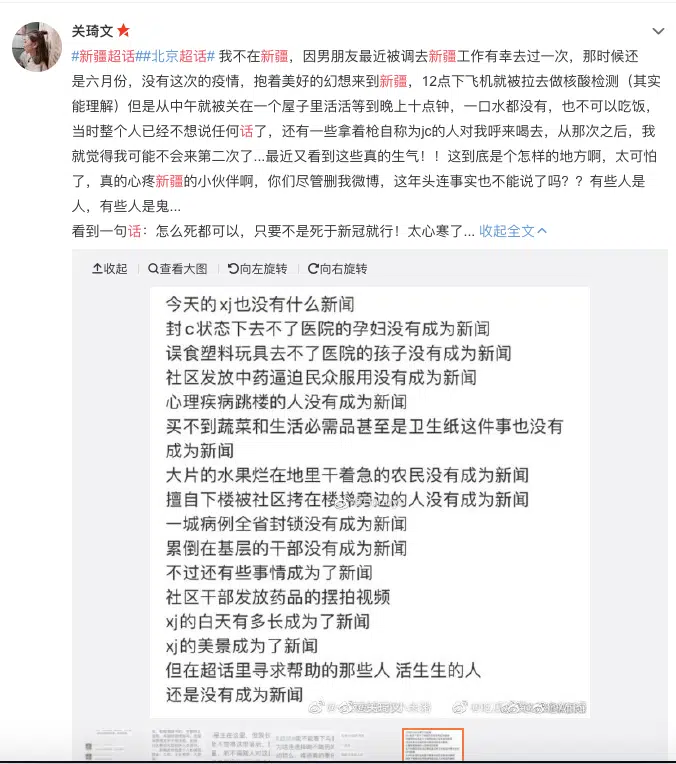 关琦文
#新疆超话##北京超话# 我不在新疆，因男朋友最近被调去新疆工作有幸去过一次，那时候还
是六月份，没有这次的疫情，抱着美好的幻想来到新疆，12点下飞机就被拉去做核酸检测（其实
能理解）但是从中午就被关在一个屋子里活活等到晚上十点钟，一口水都没有，也不可以吃饭，
当时整个人已经不想说任何话了，还有一些拿着枪自称为jc的人对我呼来喝去，从那次之后，我
就觉得我可能不会来第二次了...最近又看到这些真的生气！！这到底是个怎样的地方啊，太可怕
了，真的心疼新疆的小伙伴啊，你们尽管删我微博，这年头连事实也不能说了吗？？有些人是
人，有些人是鬼...
看到一句话：怎么死都可以，只要不是死于新冠就行！太心寒了... 收起全文
收起 查看大图 向左旋转 向右旋转
今天的xj也没有什么新闻
封c状态下去不了医院的孕妇没有成为新闻
误食塑料玩具去不了医院的孩子没有成为新闻
社区发放中药逼迫民众服用没有成为新闻
心理疾病跳楼的人没有成为新闻
买不到蔬菜和生活必需品甚至是卫生纸这件事也没有
成为新闻
大片的水果烂在地里干着急的农民没有成为新闻
擅自下楼被社区拷在楼梯旁边的人没有成为新闻
一城病例全省封锁没有成为新闻
累倒在基层的干部没有成为新闻
不过还有些事情成为了新闻
社区干部发放药品的摆拍视频
xj的白天有多长成为了新闻
xj的美景成为了新闻
但在超话里寻求帮助的那些人 活生生的人
还是没有成为新闻